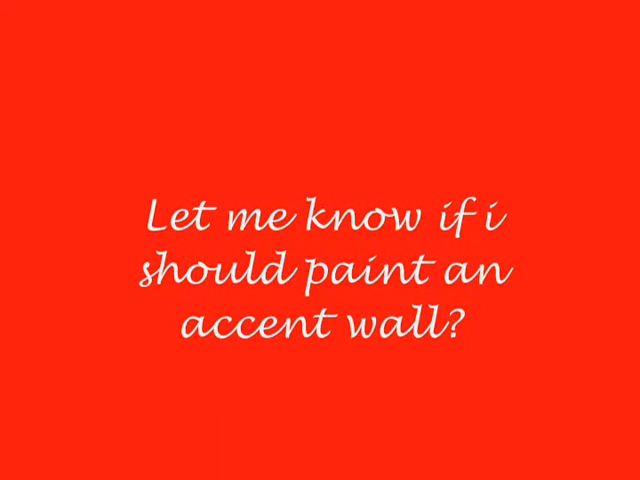 Let me know if i
should paint an
accent wall?